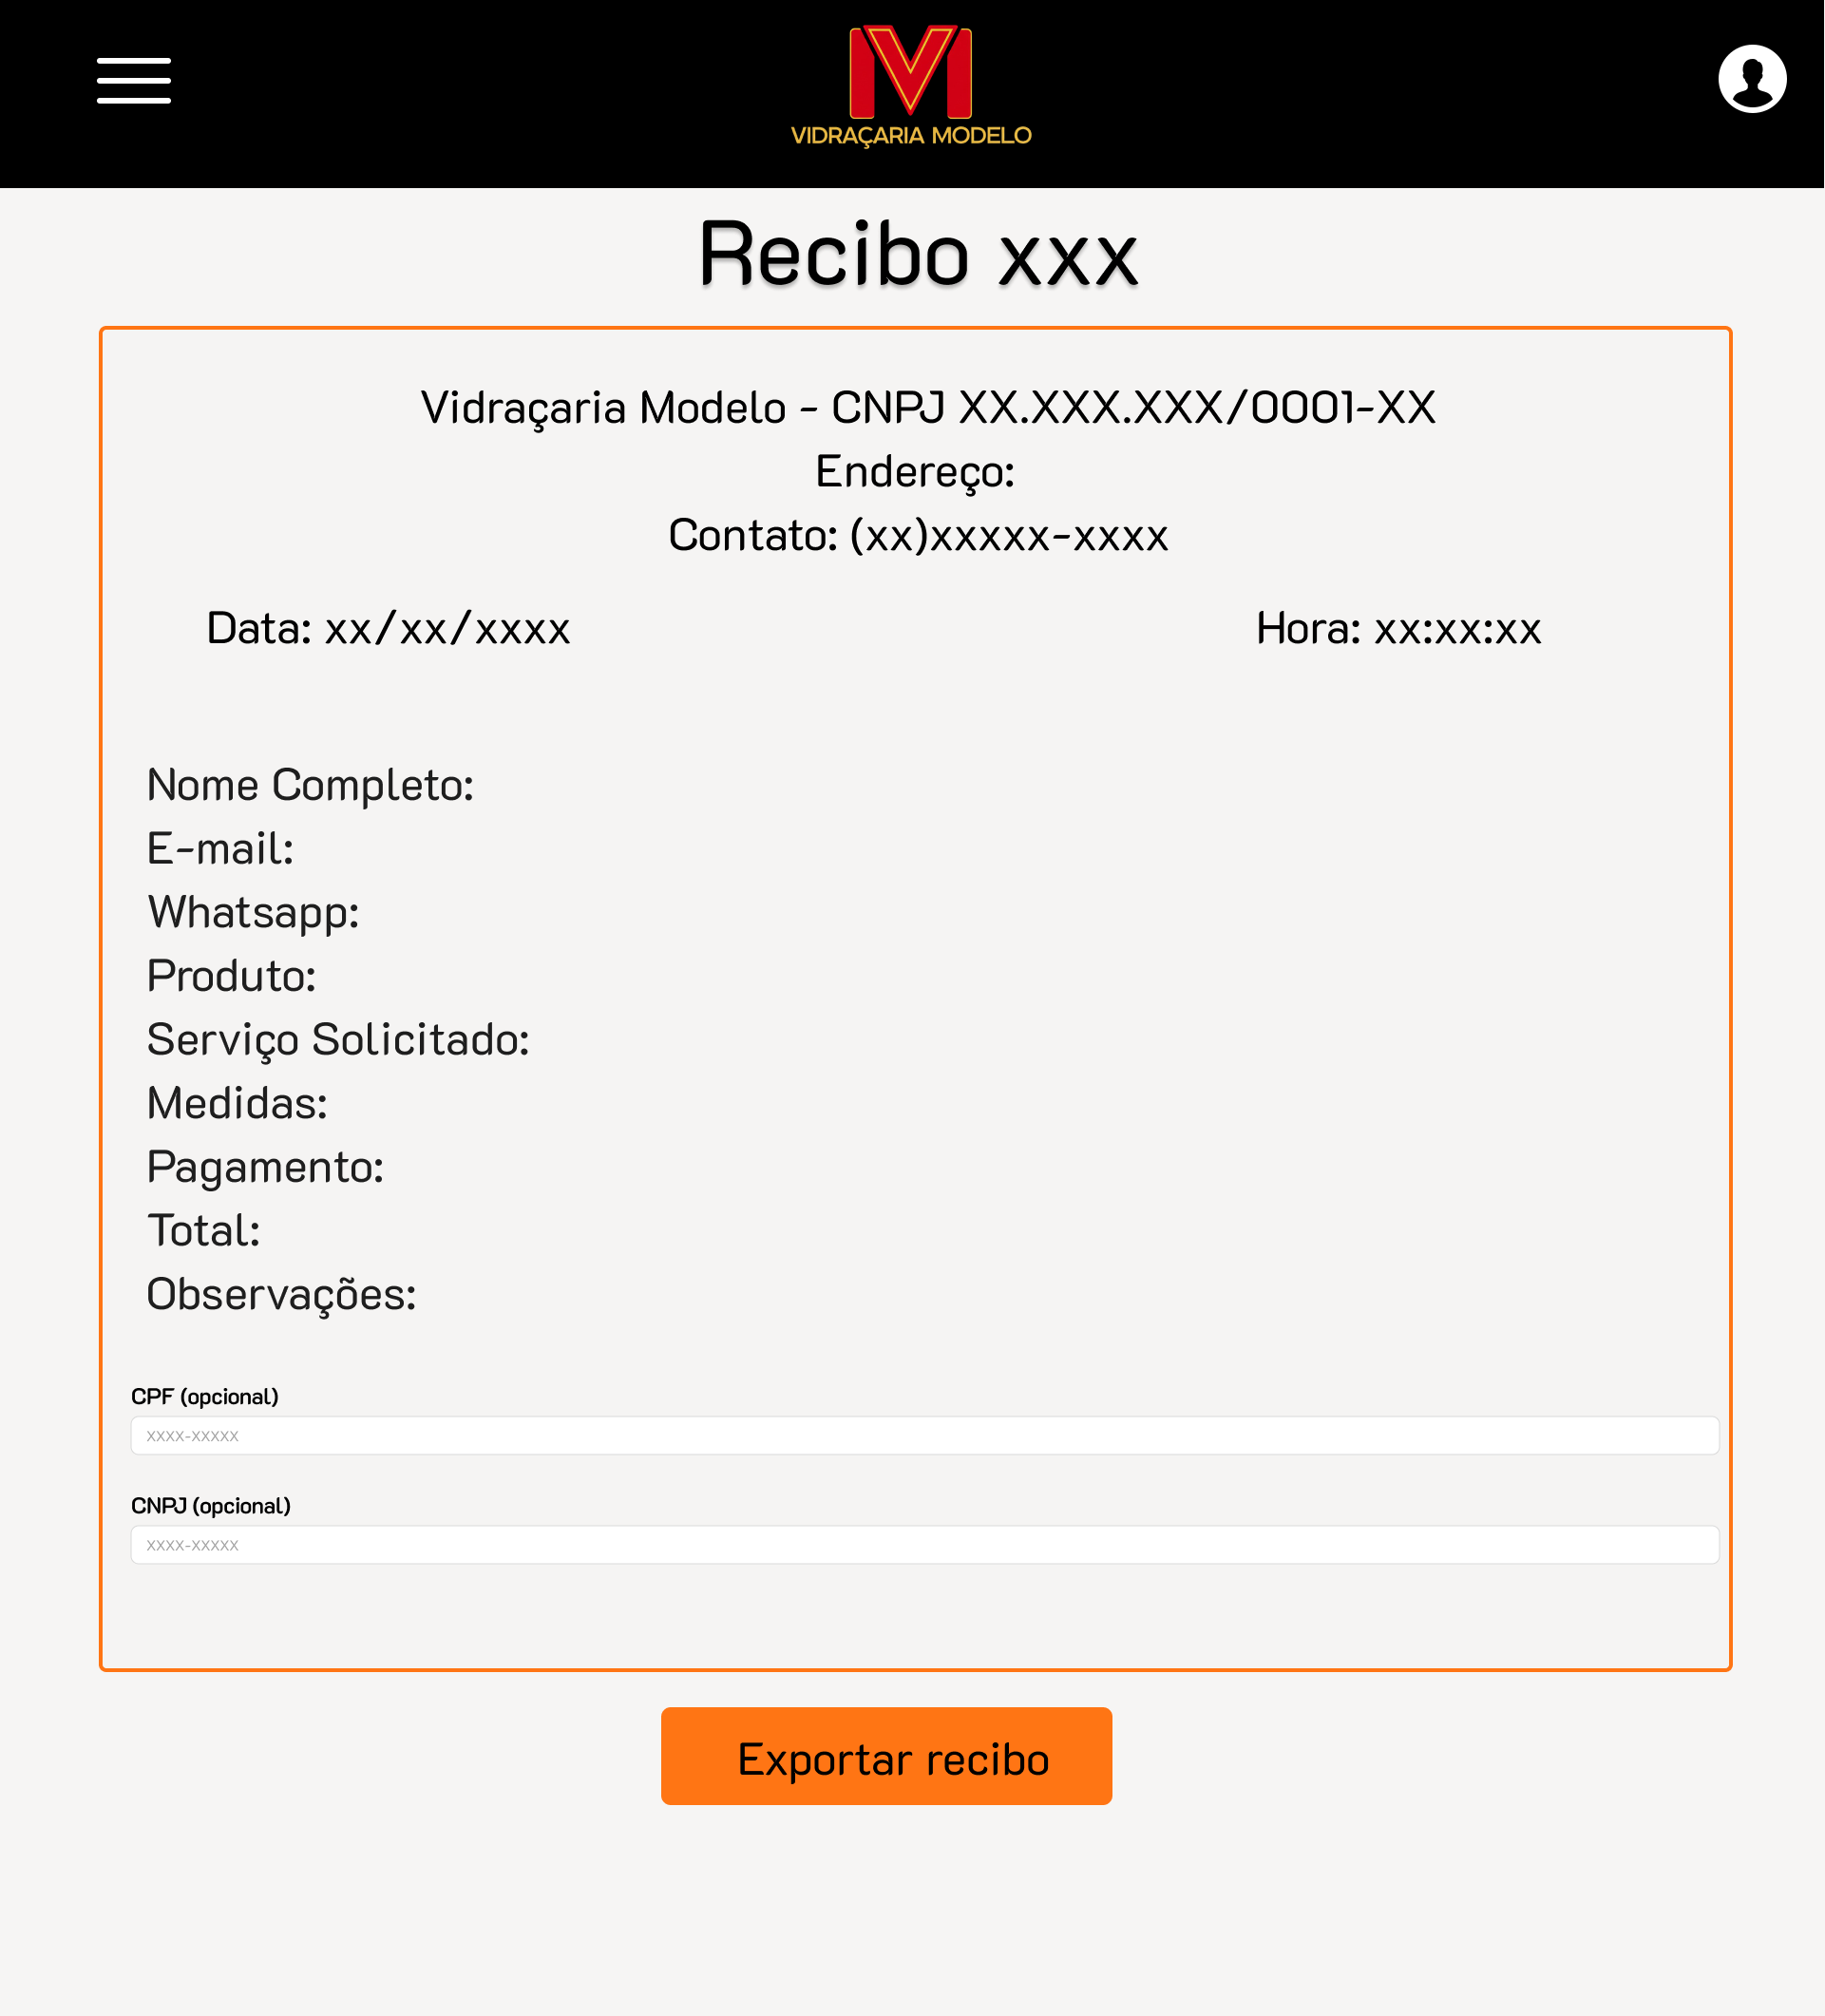 VIDRAÇARIA MODELO
Recibo xxx
Vidraçaria Modelo - CNPJ XX.XXX.XXX/0001-XX
Endereço:
Contato: (xx)xxxxx-xxxx
Data: xx/xx/xxxx Hora: xx:xx:xx
Nome Completo:
E-mail:
Whatsapp:
Produto:
Serviço Solicitado:
Medidas:
Pagamento:
Total:
Observações:
CPF (opcional)
xxxx-xxxxx
CNPJ (opcional)
xxxx-xxxxx
Exportar recibo